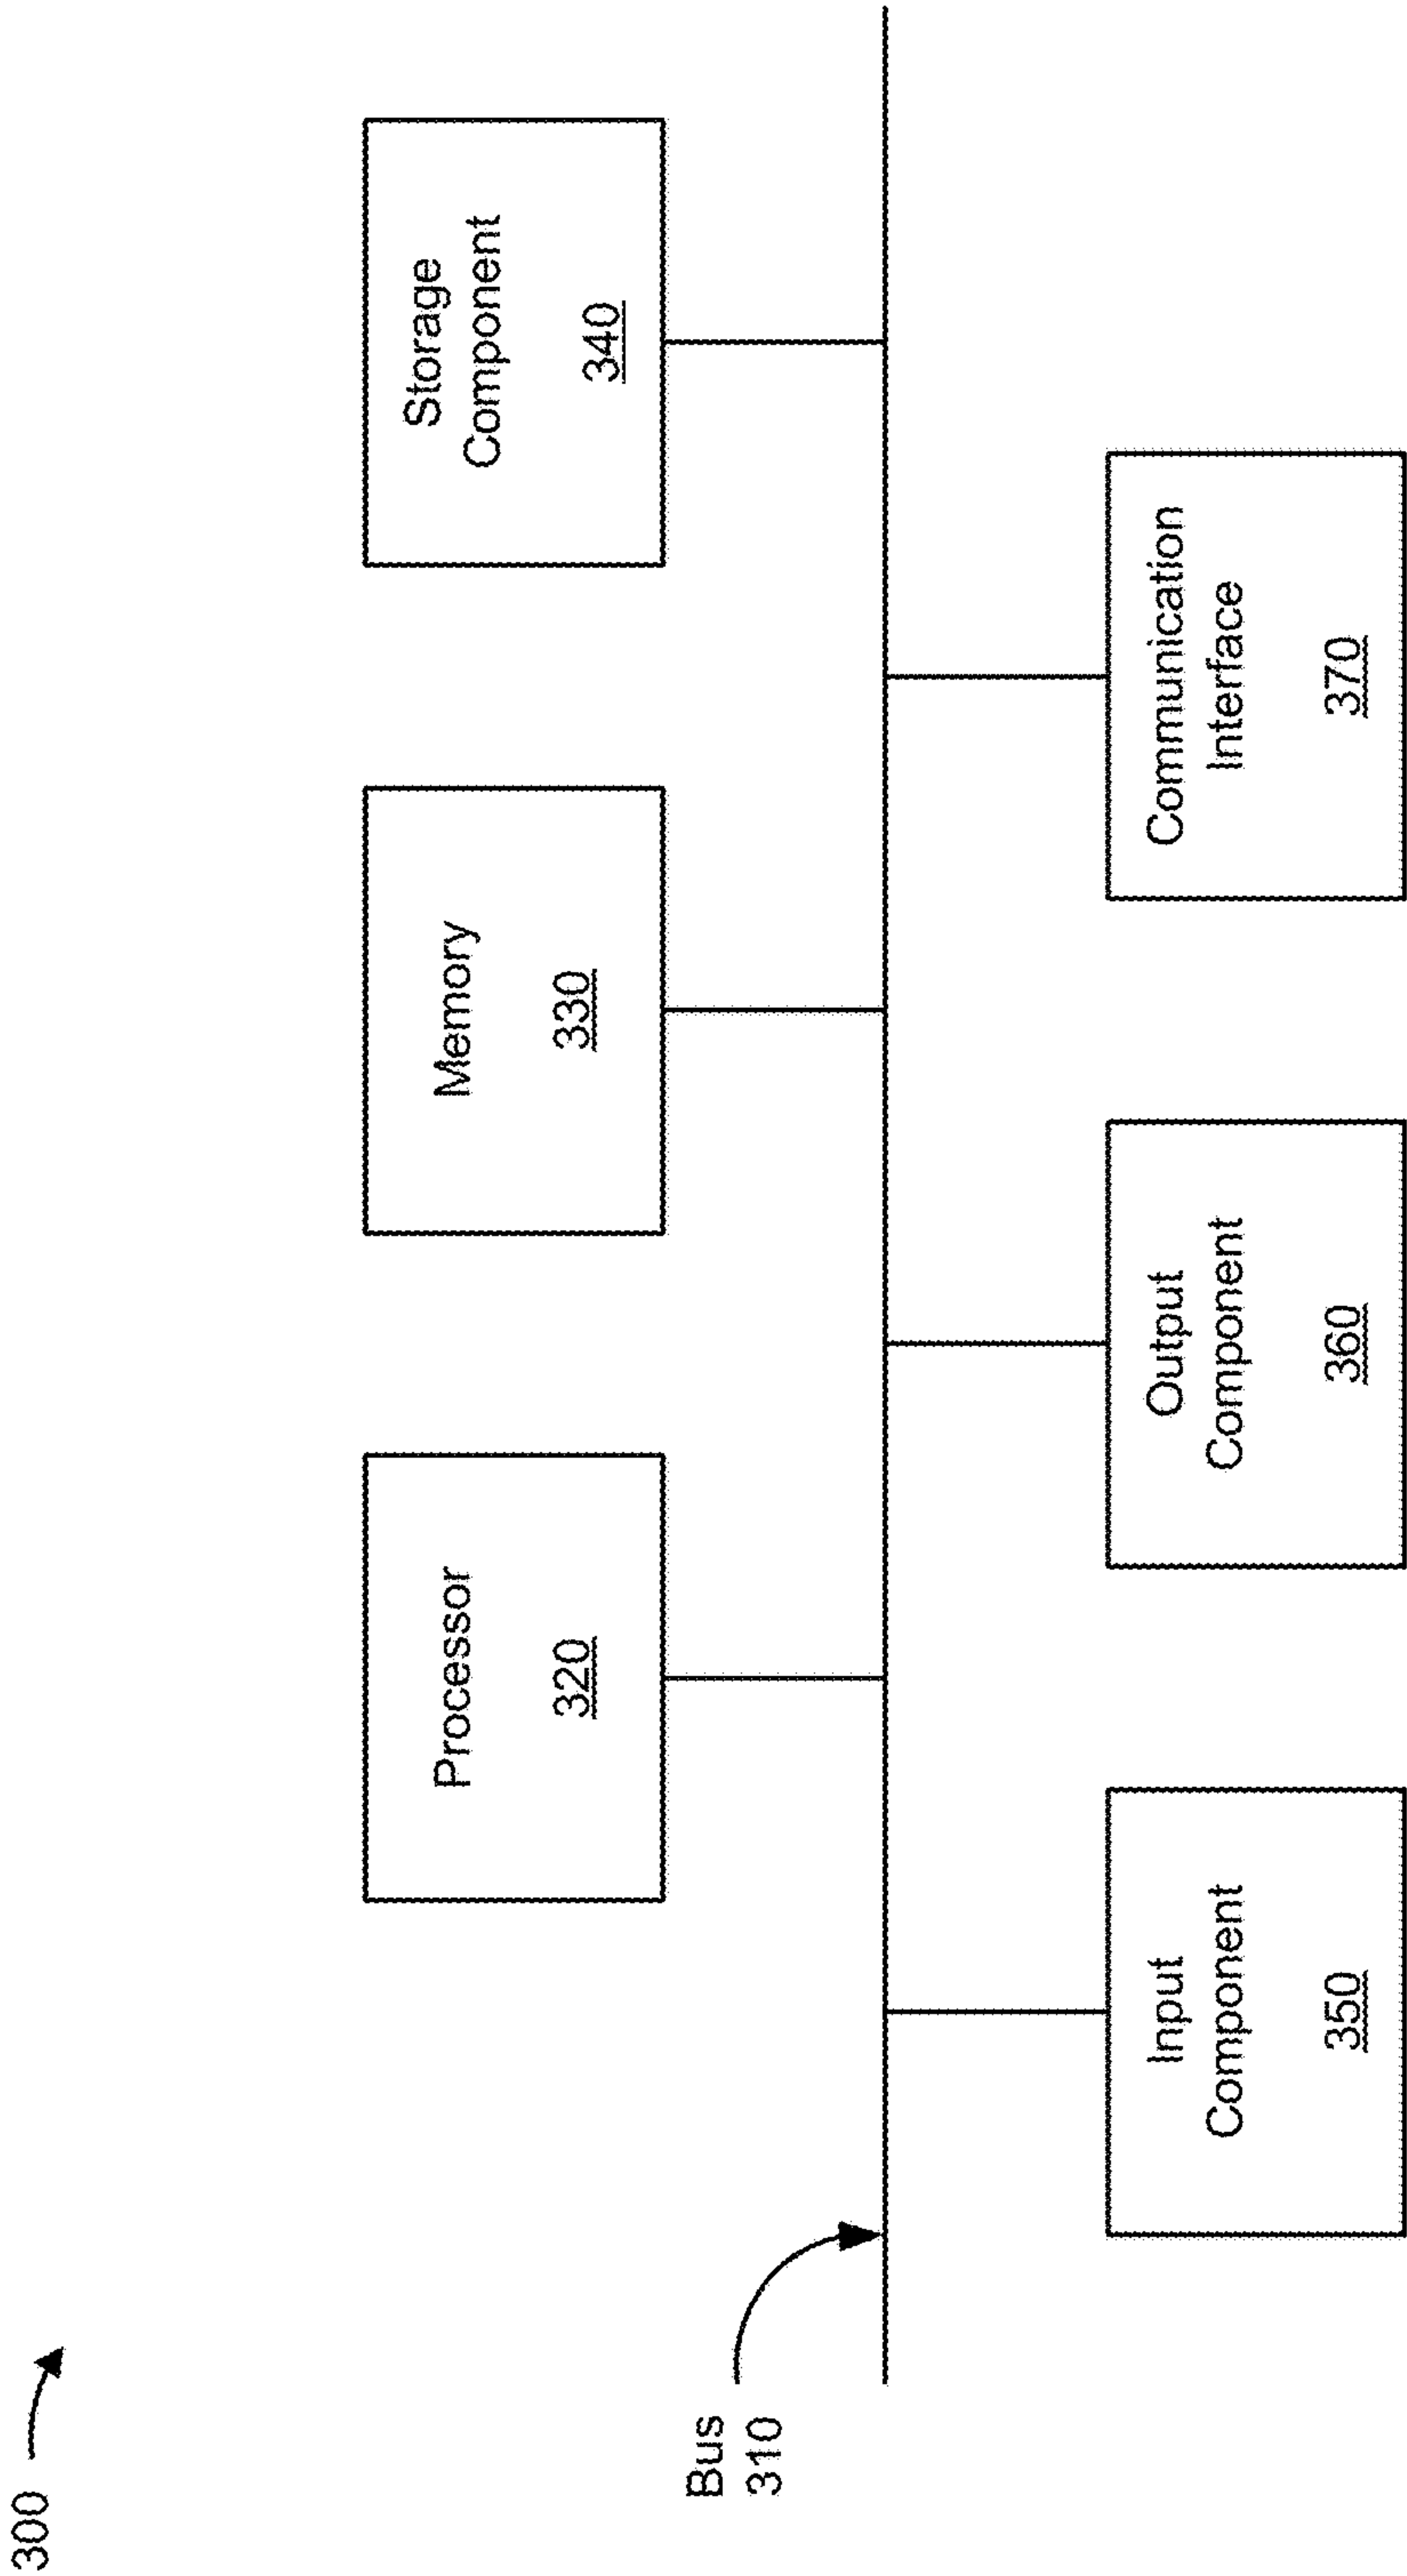 300
Bus
310
Processor
320
Memory
330
Storage
Component
340
Input
Component
350
Output
Component
360
Communication
Interface
370